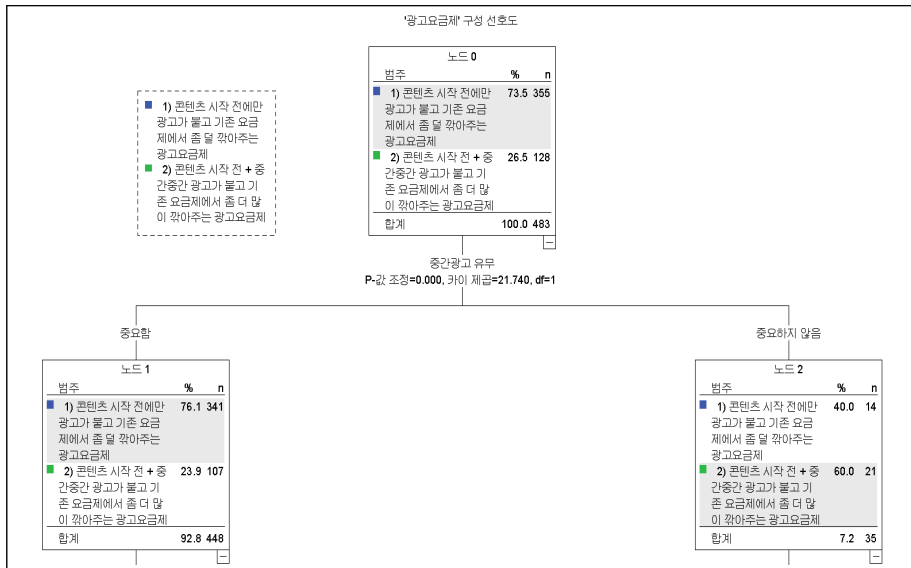 '광고요금제' 구성 선호도
노드 0
범주 % n
1) 콘텐츠 시작 전에만 73.5 355
광고가 붙고 기존 요금
제에서 좀 덜 깎아주는
광고요금제
2) 콘텐츠 시작 전 + 중 26.5 128
간중간 광고가 붙고 기
존 요금제에서 좀 더 많
이 깎아주는 광고요금제
합계 100.0 483
1) 콘텐츠 시작 전에만
광고가 붙고 기존 요금
제에서 좀 덜 깎아주는
광고요금제
2) 콘텐츠 시작 전 + 중
간중간 광고가 붙고 기
존 요금제에서 좀 더 많
이 깎아주는 광고요금제
중간광고 유무
P-값 조정=0.000, 카이 제곱=21.740, df=1
중요함
노드 1
범주 % n
1) 콘텐츠 시작 전에만 76.1 341
광고가 붙고 기존 요금
제에서 좀 덜 깎아주는
광고요금제
2) 콘텐츠 시작 전 + 중 23.9 107
간중간 광고가 붙고 기
존 요금제에서 좀 더 많
이 깎아주는 광고요금제
합계 92.8 448
중요하지 않음
노드 2
범주 % n
1) 콘텐츠 시작 전에만 40.0 14
광고가 붙고 기존 요금
제에서 좀 덜 깎아주는
광고요금제
2) 콘텐츠 시작 전 + 중 60.0 21
간중간 광고가 붙고 기
존 요금제에서 좀 더 많
이 깎아주는 광고요금제
합계 7.2 35